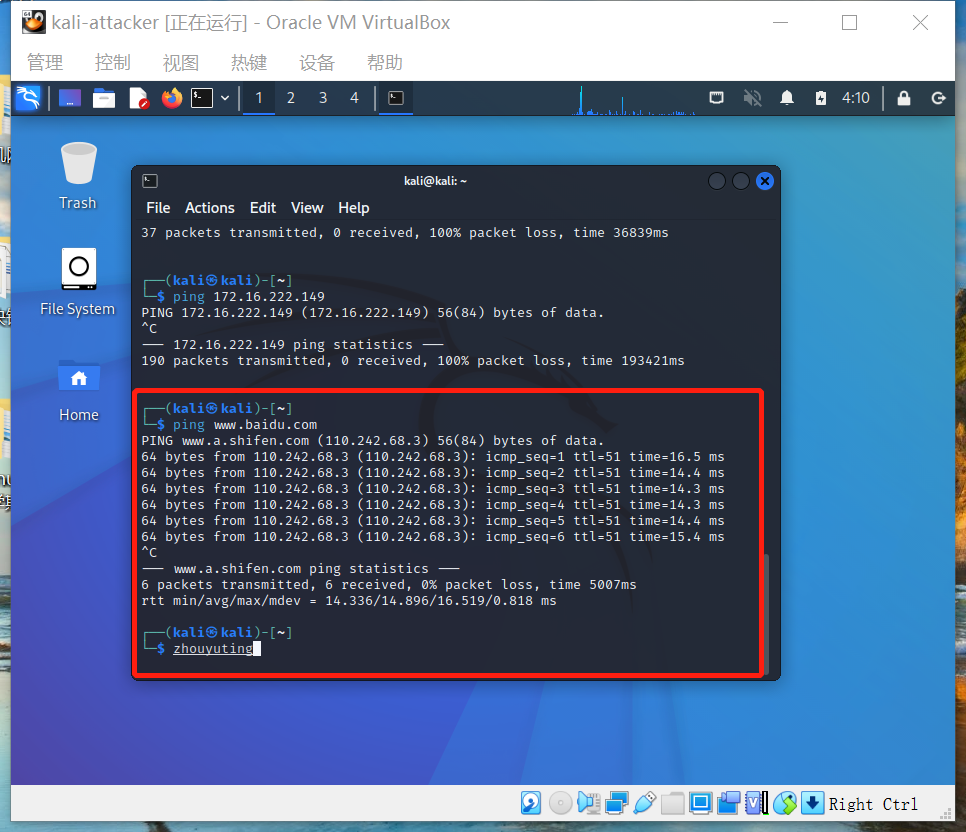 kali-attacker [正在运行] - Oracle VM VirtualBox
管理 控制 视图 热键 设备 帮助
1 2 3 4 4:10
Trash
File System
Home
kali@kali: ~
File Actions Edit View Help
37 packets transmitted, 0 received, 100% packet loss, time 36839ms
┌──(kali㉿kali)-[~]
└─$ ping 172.16.222.149
PING 172.16.222.149 (172.16.222.149) 56(84) bytes of data.
^C
--- 172.16.222.149 ping statistics ---
190 packets transmitted, 0 received, 100% packet loss, time 193421ms
┌──(kali㉿kali)-[~]
└─$ ping www.baidu.com
PING www.a.shifen.com (110.242.68.3) 56(84) bytes of data.
64 bytes from 110.242.68.3 (110.242.68.3): icmp_seq=1 ttl=51 time=16.5 ms
64 bytes from 110.242.68.3 (110.242.68.3): icmp_seq=2 ttl=51 time=14.4 ms
64 bytes from 110.242.68.3 (110.242.68.3): icmp_seq=3 ttl=51 time=14.3 ms
64 bytes from 110.242.68.3 (110.242.68.3): icmp_seq=4 ttl=51 time=14.3 ms
64 bytes from 110.242.68.3 (110.242.68.3): icmp_seq=5 ttl=51 time=14.4 ms
64 bytes from 110.242.68.3 (110.242.68.3): icmp_seq=6 ttl=51 time=15.4 ms
^C
--- www.a.shifen.com ping statistics ---
6 packets transmitted, 6 received, 0% packet loss, time 5007ms
rtt min/avg/max/mdev = 14.336/14.896/16.519/0.818 ms
┌──(kali㉿kali)-[~]
└─$ zhouyuting
Right Ctrl